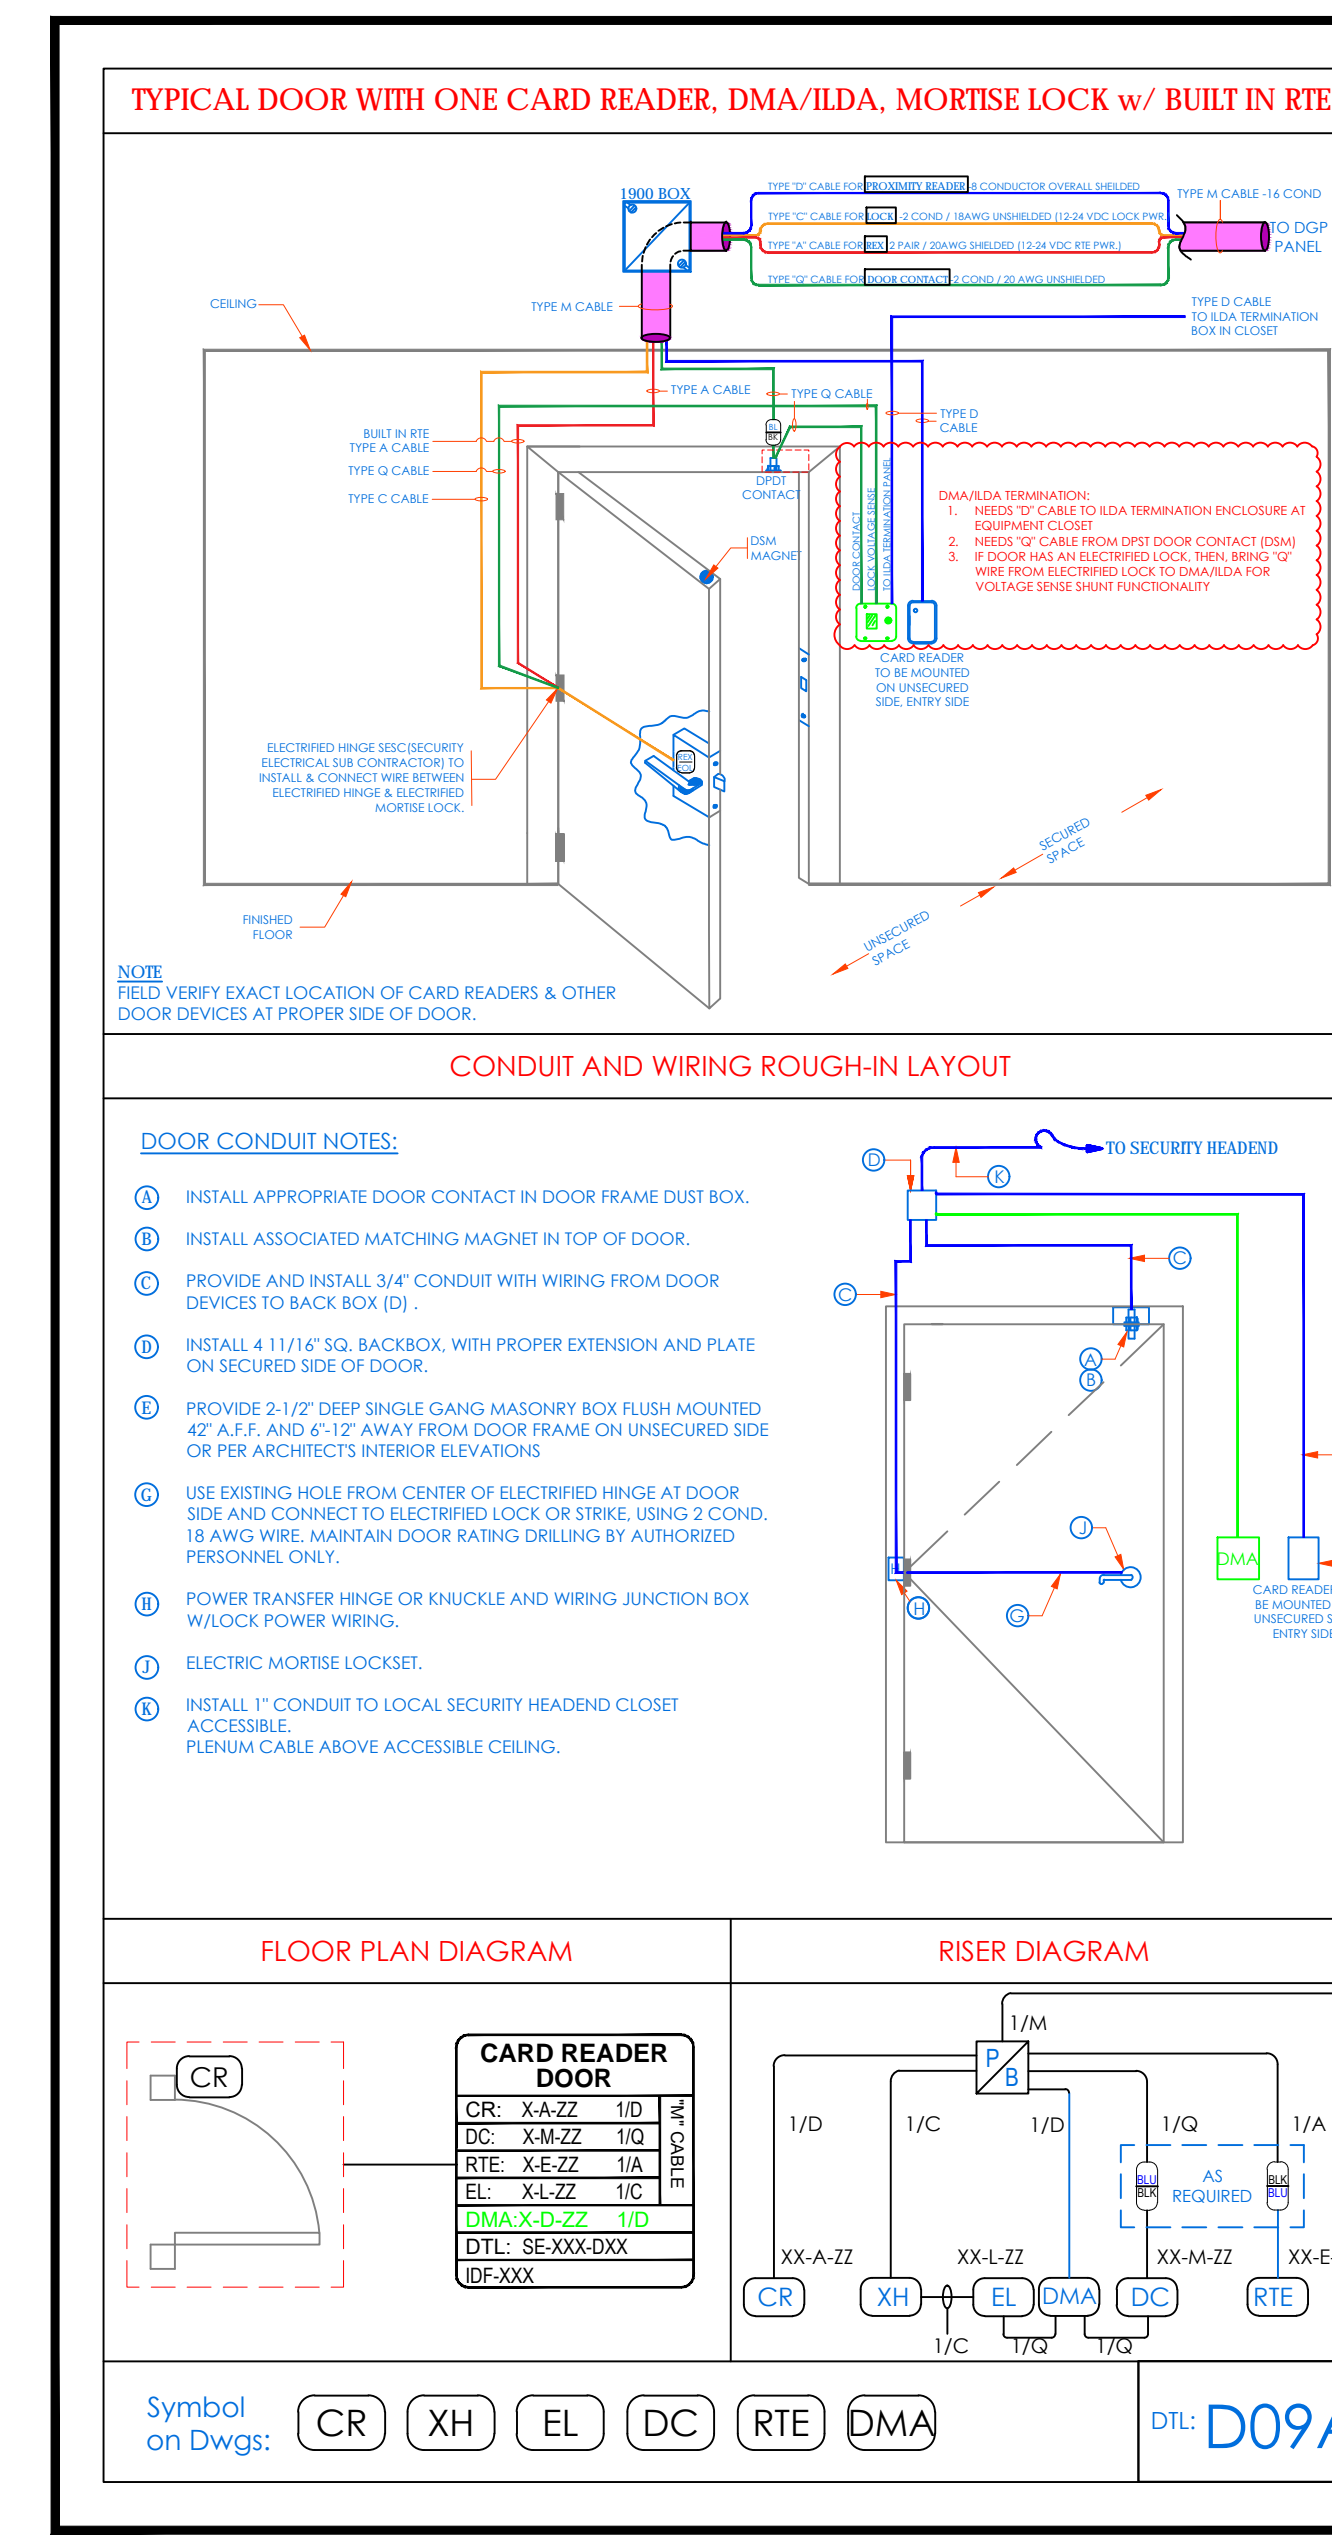 TYPICAL DOOR WITH ONE CARD READER, DMA/ILDA, MORTISE LOCK w/ BUILT IN RTE
1900 BOX
TYPE "D" CABLE FOR PROXIMITY READER-8 CONDUCTOR OVERALL SHEILDED
TYPE "C" CABLE FOR LOCK -2 COND / 18AWG UNSHIELDED (12-24 VDC LOCK PWR.)
TYPE "A" CABLE FOR REX 2 PAIR / 20AWG SHIELDED (12-24 VDC RTE PWR.)
TYPE "Q" CABLE FOR DOOR CONTACT-2 COND / 20 AWG UNSHIELDED
TYPE M CABLE -16 COND
TO DGP
PANEL
CEILING
TYPE M CABLE
TYPE D CABLE
TO ILDA TERMINATION
BOX IN CLOSET
TYPE A CABLE
TYPE Q CABLE
TYPE D
CABLE
BUILT IN RTE
TYPE A CABLE
TYPE Q CABLE
TYPE C CABLE
BL
BK
DPDT
CONTACT
DSM
MAGNET
DOOR CONTACT
LOCK VOLTAGE SENSE
TO ILDA TERMINATION PANEL
DMA/ILDA TERMINATION:
1. NEEDS "D" CABLE TO ILDA TERMINATION ENCLOSURE AT
EQUIPMENT CLOSET
2. NEEDS "Q" CABLE FROM DPST DOOR CONTACT (DSM)
3. IF DOOR HAS AN ELECTRIFIED LOCK, THEN, BRING "Q"
WIRE FROM ELECTRIFIED LOCK TO DMA/ILDA FOR
VOLTAGE SENSE SHUNT FUNCTIONALITY
CARD READER
TO BE MOUNTED
ON UNSECURED
SIDE, ENTRY SIDE
ELECTRIFIED HINGE SESC(SECURITY
ELECTRICAL SUB CONTRACTOR) TO
INSTALL & CONNECT WIRE BETWEEN
ELECTRIFIED HINGE & ELECTRIFIED
MORTISE LOCK.
REX
EOL
SECURED
SPACE
UNSECURED
SPACE
FINISHED
FLOOR
NOTE
FIELD VERIFY EXACT LOCATION OF CARD READERS & OTHER
DOOR DEVICES AT PROPER SIDE OF DOOR.
CONDUIT AND WIRING ROUGH-IN LAYOUT
DOOR CONDUIT NOTES:
A INSTALL APPROPRIATE DOOR CONTACT IN DOOR FRAME DUST BOX.
B INSTALL ASSOCIATED MATCHING MAGNET IN TOP OF DOOR.
C PROVIDE AND INSTALL 3/4" CONDUIT WITH WIRING FROM DOOR
DEVICES TO BACK BOX (D) .
D INSTALL 4 11/16" SQ. BACKBOX, WITH PROPER EXTENSION AND PLATE
ON SECURED SIDE OF DOOR.
E PROVIDE 2-1/2" DEEP SINGLE GANG MASONRY BOX FLUSH MOUNTED
42" A.F.F. AND 6"-12" AWAY FROM DOOR FRAME ON UNSECURED SIDE
OR PER ARCHITECT'S INTERIOR ELEVATIONS
G USE EXISTING HOLE FROM CENTER OF ELECTRIFIED HINGE AT DOOR
SIDE AND CONNECT TO ELECTRIFIED LOCK OR STRIKE, USING 2 COND.
18 AWG WIRE. MAINTAIN DOOR RATING DRILLING BY AUTHORIZED
PERSONNEL ONLY.
H POWER TRANSFER HINGE OR KNUCKLE AND WIRING JUNCTION BOX
W/LOCK POWER WIRING.
J ELECTRIC MORTISE LOCKSET.
K INSTALL 1" CONDUIT TO LOCAL SECURITY HEADEND CLOSET
ACCESSIBLE.
PLENUM CABLE ABOVE ACCESSIBLE CEILING.
TO SECURITY HEADEND
D
K
C
C
A
B
J
H
H
G
DMA
CARD READER
BE MOUNTED
UNSECURED S
ENTRY SIDE
FLOOR PLAN DIAGRAM
CR
CARD READER
DOOR
CR: X-A-ZZ 1/D
DC: X-M-ZZ 1/Q
RTE: X-E-ZZ 1/A
EL: X-L-ZZ 1/C
"M" CABLE
DMA:X-D-ZZ 1/D
DTL: SE-XXX-DXX
IDF-XXX
RISER DIAGRAM
1/M
P
B
1/D 1/C 1/D 1/Q 1/A
BLU
BLK
AS
REQUIRED
BLK
BLU
XX-A-ZZ XX-L-ZZ XX-M-ZZ XX-E-
CR XH EL DMA DC RTE
1/C 1/Q 1/Q
Symbol
on Dwgs:
CR XH EL DC RTE DMA
DTL: D09A